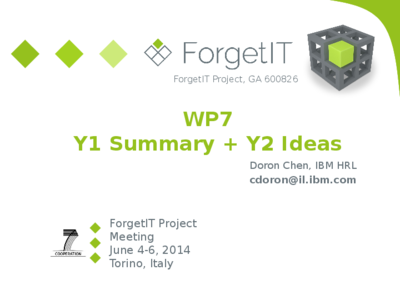 ForgetIT
ForgetIT Project, GA 600826
WP7
Y1 Summary + Y2 Ideas
Doron Chen, IBM HRL
cdoron@il.ibm.com
ForgetIT Project
Meeting
June 4-6, 2014
Torino, Italy
7
COOPERATION